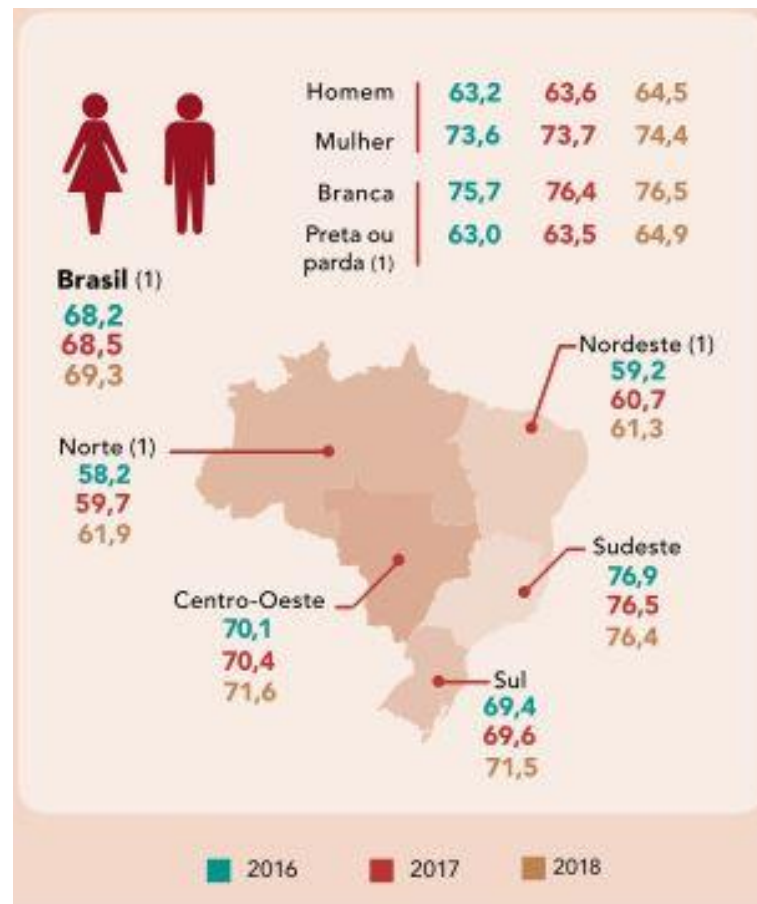 Homem 63,2 63,6 64,5
Mulher 73,6 73,7 74,4
Branca 75,7 76,4 76,5
Preta ou 63,0 63,5 64,9
parda (1)
Brasil (1)
68,2
68,5
69,3
Nordeste (1)
59,2
60,7
61,3
Norte (1)
58,2
59,7
61,9
Sudeste
76,9
76,5
76,4
Centro-Oeste
70,1
70,4
71,6
Sul
69,4
69,6
71,5
2016 2017 2018